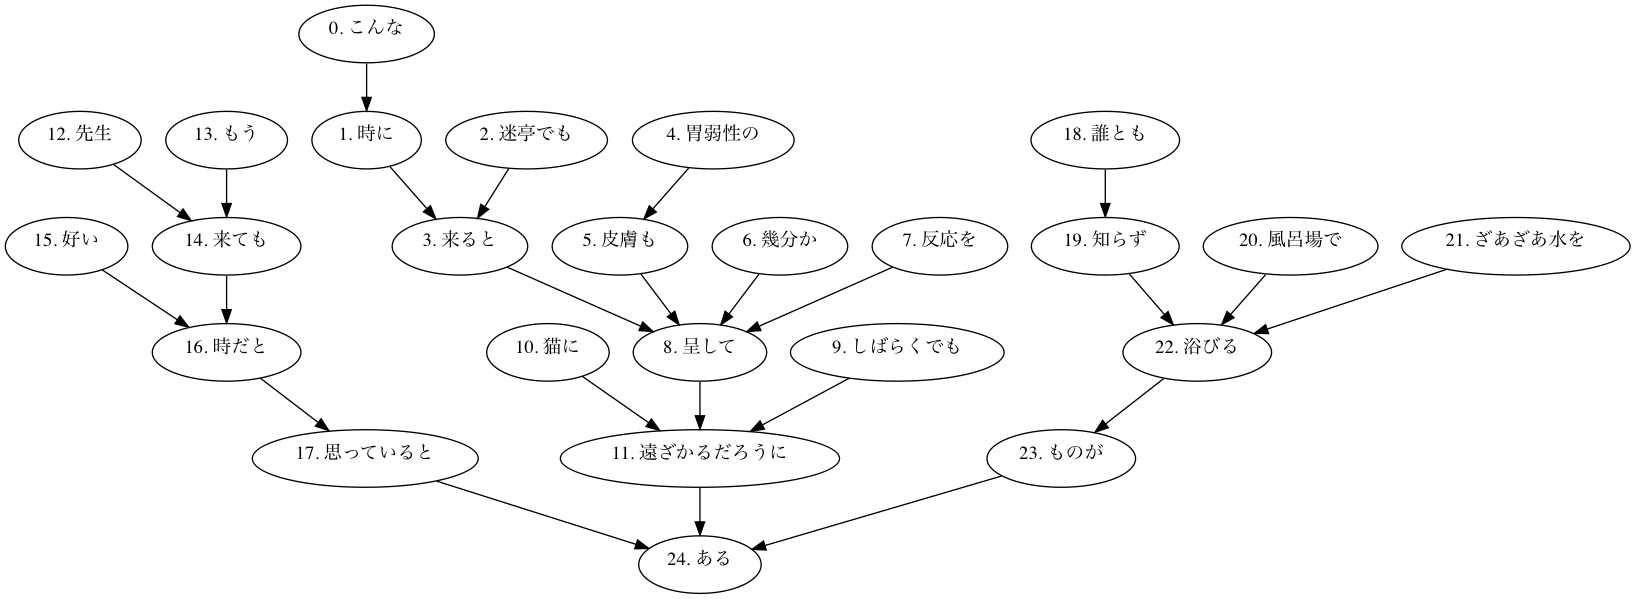 0. こんな
12. 先生
13. もう
1. 時に
2. 迷亭でも
4. 胃弱性の
18. 誰とも
15. 好い
14. 来ても
3. 来ると
5. 皮膚も
6. 幾分か
7. 反応を
19. 知らず
20. 風呂場で
21. ざあざあ水を
16. 時だと
10. 猫に
8. 呈して
9. しばらくでも
22. 浴びる
17. 思っていると
11. 遠ざかるだろうに
23. ものが
24. ある